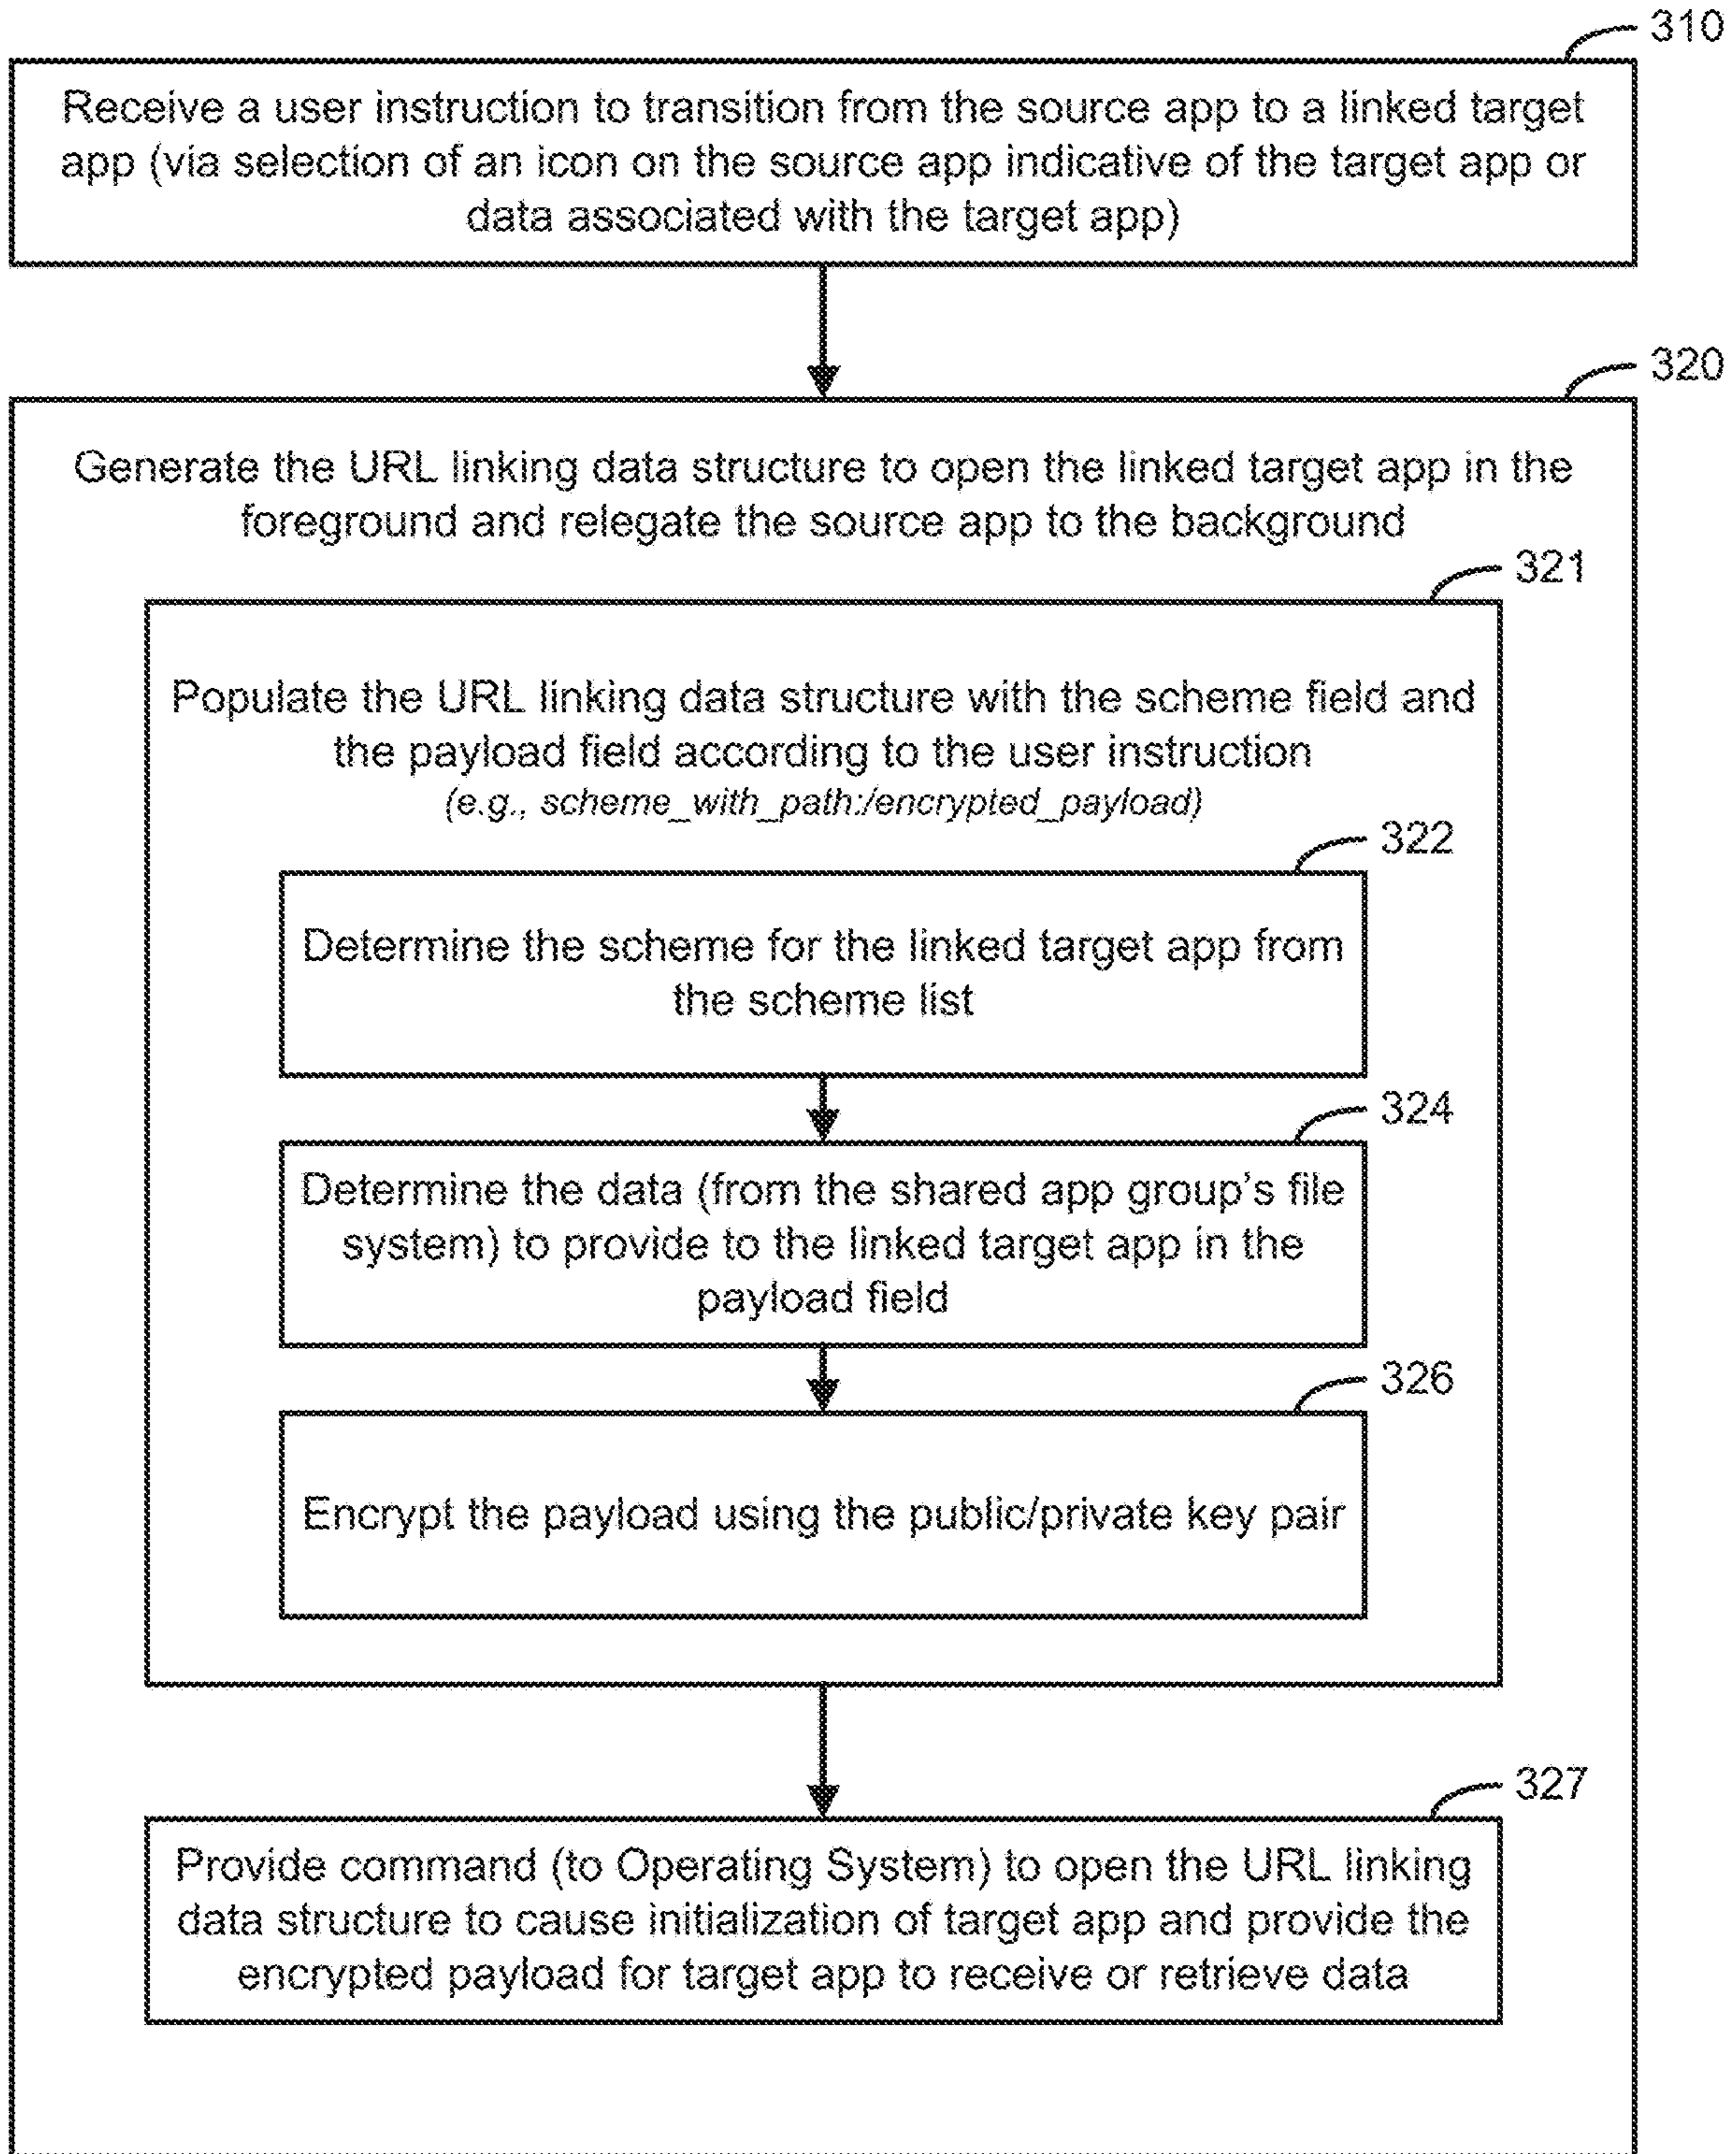 310
Receive a user instruction to transition from the source app to a linked target
app (via selection of an icon on the source app indicative of the target app or
data associated with the target app)
320
Generate the URL linking data structure to open the linked target app in the
foreground and relegate the source app to the background
321
Populate the URL linking data structure with the scheme field and
the payload field according to the user instruction
(e.g., scheme_with_path:/encrypted_payload)
322
Determine the scheme for the linked target app from
the scheme list
324
Determine the data (from the shared app group's file
system) to provide to the linked target app in the
payload field
326
Encrypt the payload using the public/private key pair
327
Provide command (to Operating System) to open the URL linking
data structure to cause initialization of target app and provide the
encrypted payload for target app to receive or retrieve data